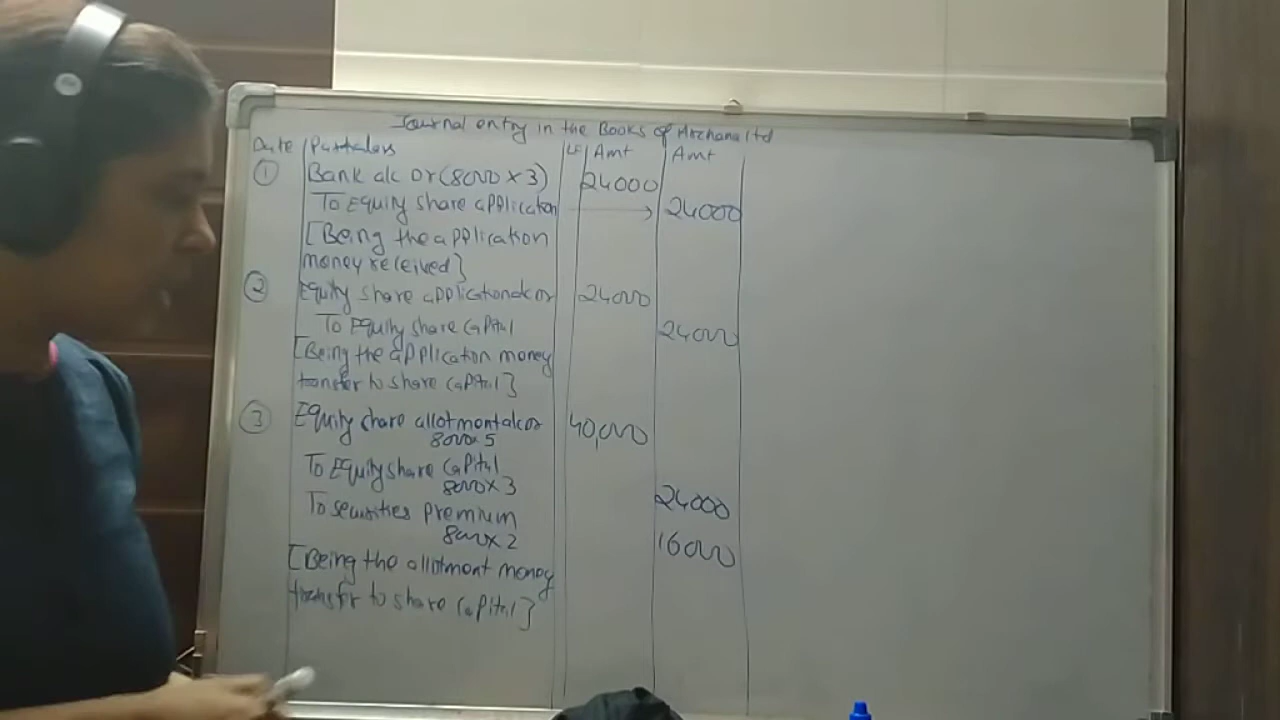 Journal entry in the Books of Archana ltd
Date Particulars LF Amt Amt
① Bank a/c Dr (8000 × 3) 24000
To Equity share application → 24000
[Being the application
money received]
② Equity share application a/c Dr 24000
To Equity share Capital 24000
[Being the application money
transfer to share Capital]
③ Equity share allotment a/c Dr 40,000
8000 × 5
To Equity share Capital
8000 × 3 24000
To securities premium
8000 × 2 16000
[Being the allotment money
transfer to share Capital]